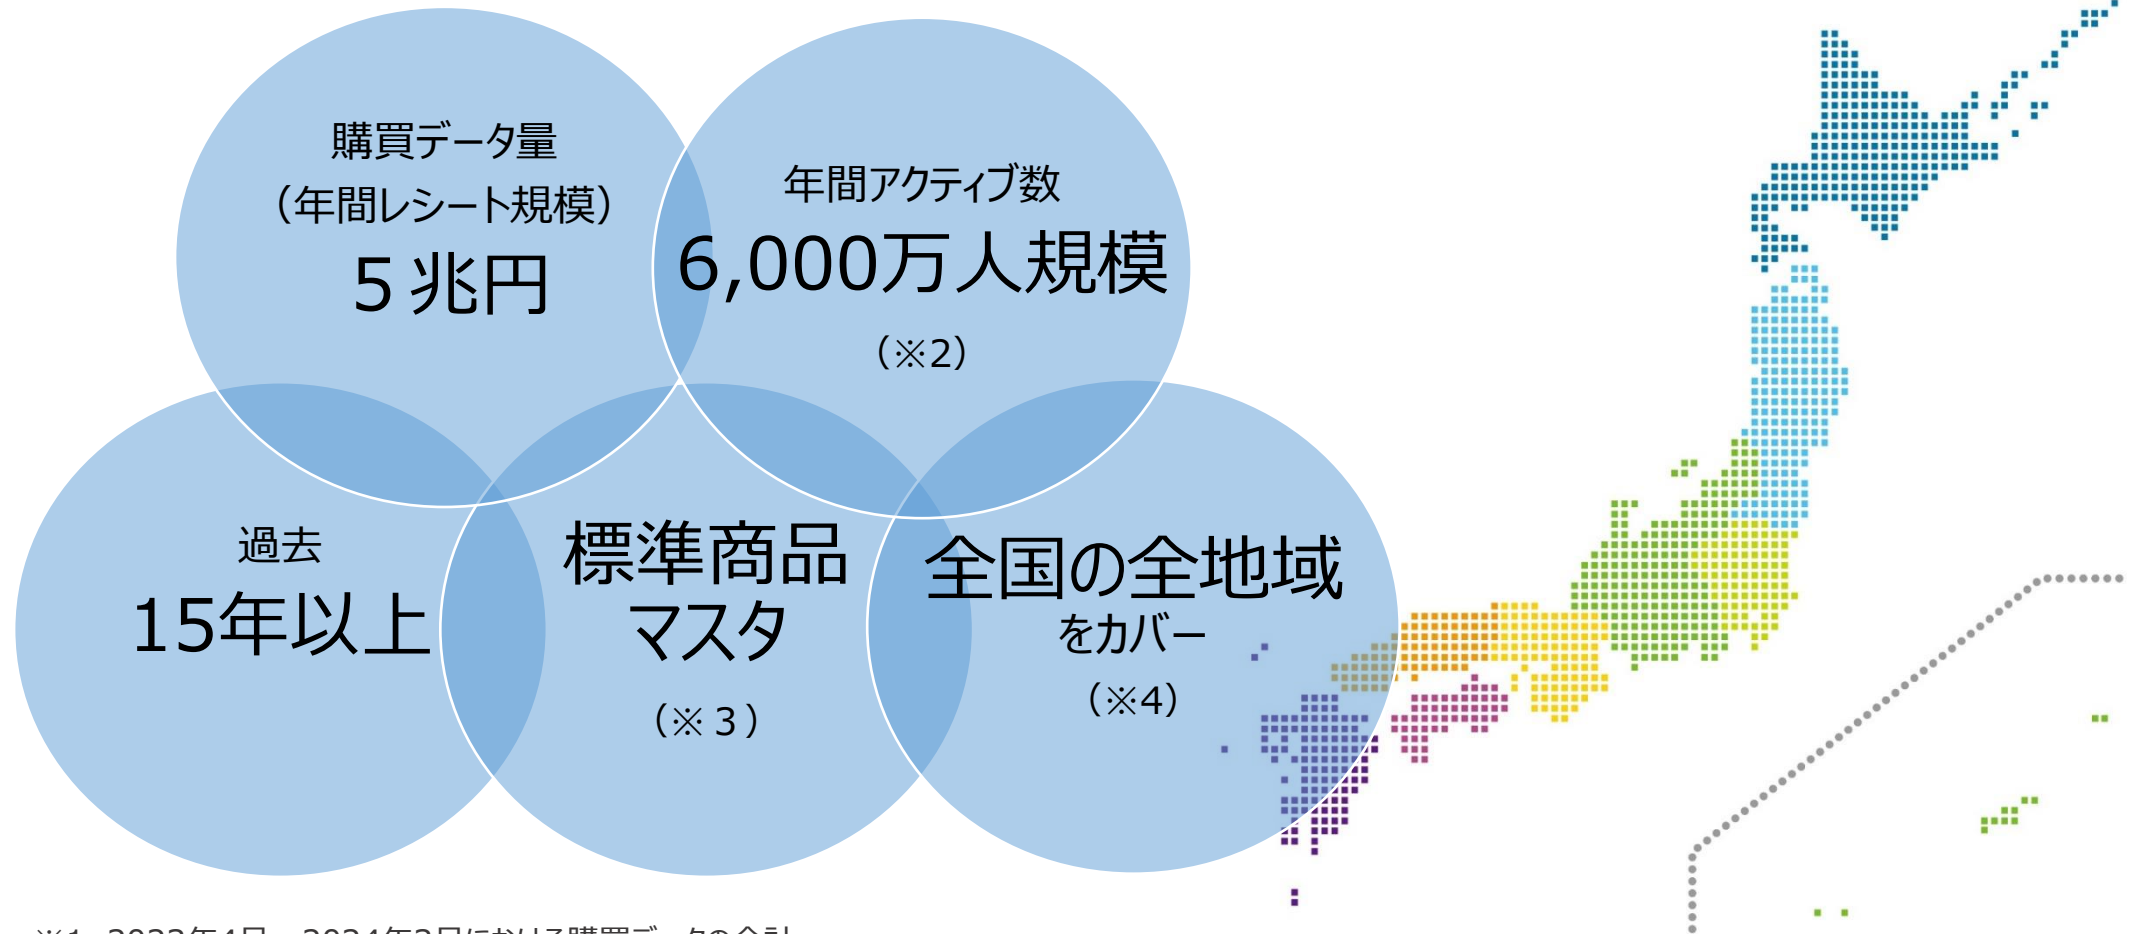 購買データ量
（年間レシート規模）
５兆円
年間アクティブ数
6,000万人規模
（※2）
過去
15年以上
標準商品
マスタ
（※３）
全国の全地域
をカバー
（※4）